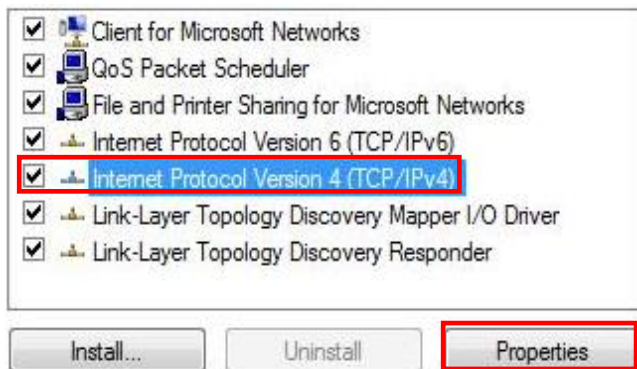 Client for Microsoft Networks
QoS Packet Scheduler
File and Printer Sharing for Microsoft Networks
Internet Protocol Version 6 (TCP/IPv6)
Internet Protocol Version 4 (TCP/IPv4)
Link-Layer Topology Discovery Mapper I/O Driver
Link-Layer Topology Discovery Responder
Install... Uninstall Properties